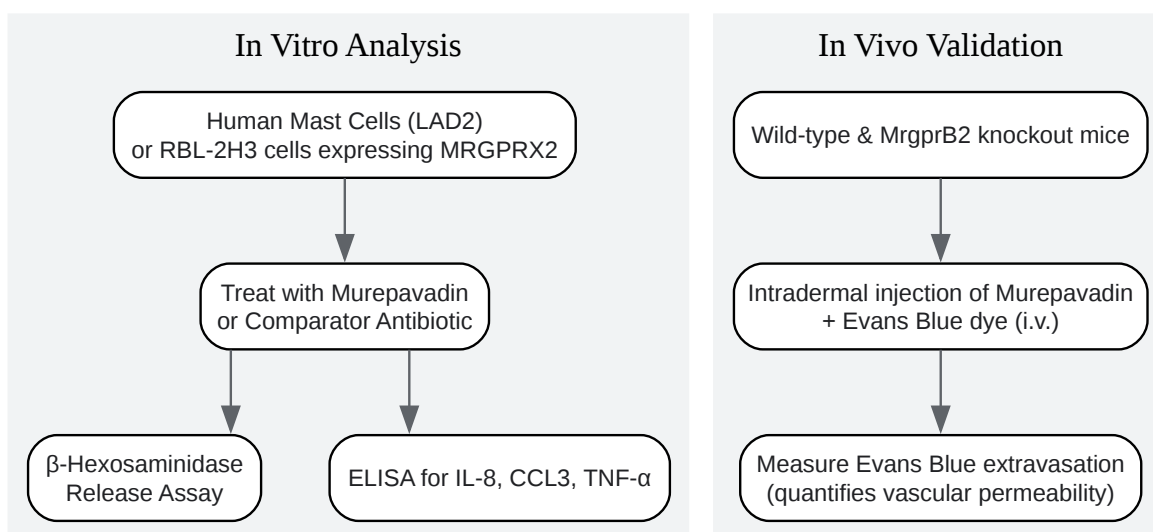 In Vitro Analysis
Human Mast Cells (LAD2)
or RBL-2H3 cells expressing MRGPRX2
Treat with Murepavadin
or Comparator Antibiotic
β-Hexosaminidase
Release Assay
ELISA for IL-8, CCL3, TNF-α
In Vivo Validation
Wild-type & MrgprB2 knockout mice
Intradermal injection of Murepavadin
+ Evans Blue dye (i.v.)
Measure Evans Blue extravasation
(quantifies vascular permeability)